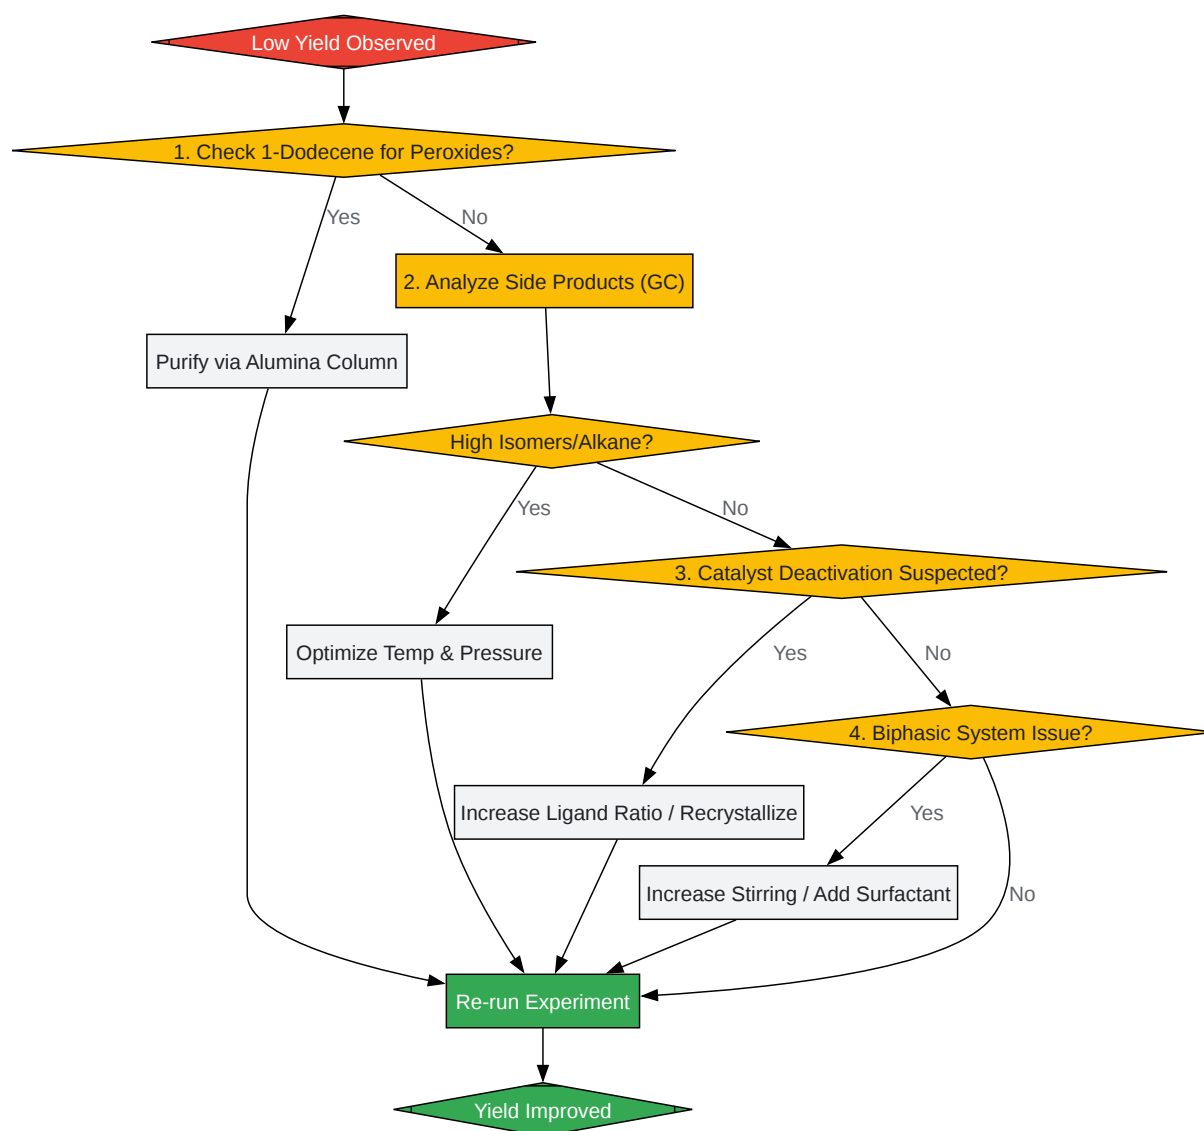 Low Yield Observed
1. Check 1-Dodecene for Peroxides?
Yes
No
2. Analyze Side Products (GC)
Purify via Alumina Column
High Isomers/Alkane?
Yes
No
3. Catalyst Deactivation Suspected?
Optimize Temp & Pressure
Yes
No
4. Biphasic System Issue?
Increase Ligand Ratio / Recrystallize
Yes
Increase Stirring / Add Surfactant
No
Re-run Experiment
Yield Improved